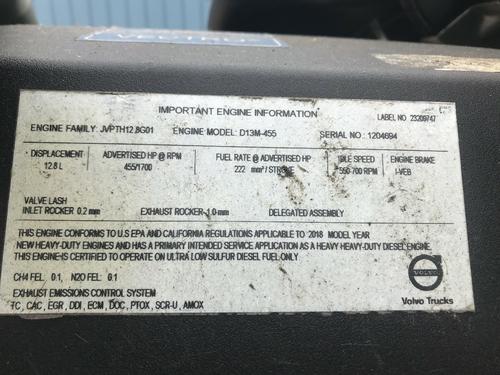 IMPORTANT ENGINE INFORMATION
LABEL NO 23209747
ENGINE FAMILY: JVPTH12.8G01 ENGINE MODEL: D13M-455 SERIAL NO: 1204694
DISPLACEMENT ADVERTISED HP @ RPM FUEL RATE @ ADVERTISED HP IDLE SPEED ENGINE BRAKE
12.8 L 455/1700 222 mm³/ STROKE 550-700 RPM I-VEB
VALVE LASH
INLET ROCKER 0.2 mm EXHAUST ROCKER 1.0 mm DELEGATED ASSEMBLY
THIS ENGINE CONFORMS TO U.S EPA AND CALIFORNIA REGULATIONS APPLICABLE TO 2018 MODEL YEAR
NEW HEAVY-DUTY ENGINES AND HAS A PRIMARY INTENDED SERVICE APPLICATION AS A HEAVY HEAVY-DUTY DIESEL ENGINE.
THIS ENGINE IS CERTIFIED TO OPERATE ON ULTRA LOW SULFUR DIESEL FUEL ONLY
CH4 FEL, 0.1, N2O FEL: 0.1
EXHAUST EMISSIONS CONTROL SYSTEM
TC , CAC , EGR , DDI , ECM , DOC , PTOX , SCR-U , AMOX
VOLVO
Volvo Trucks